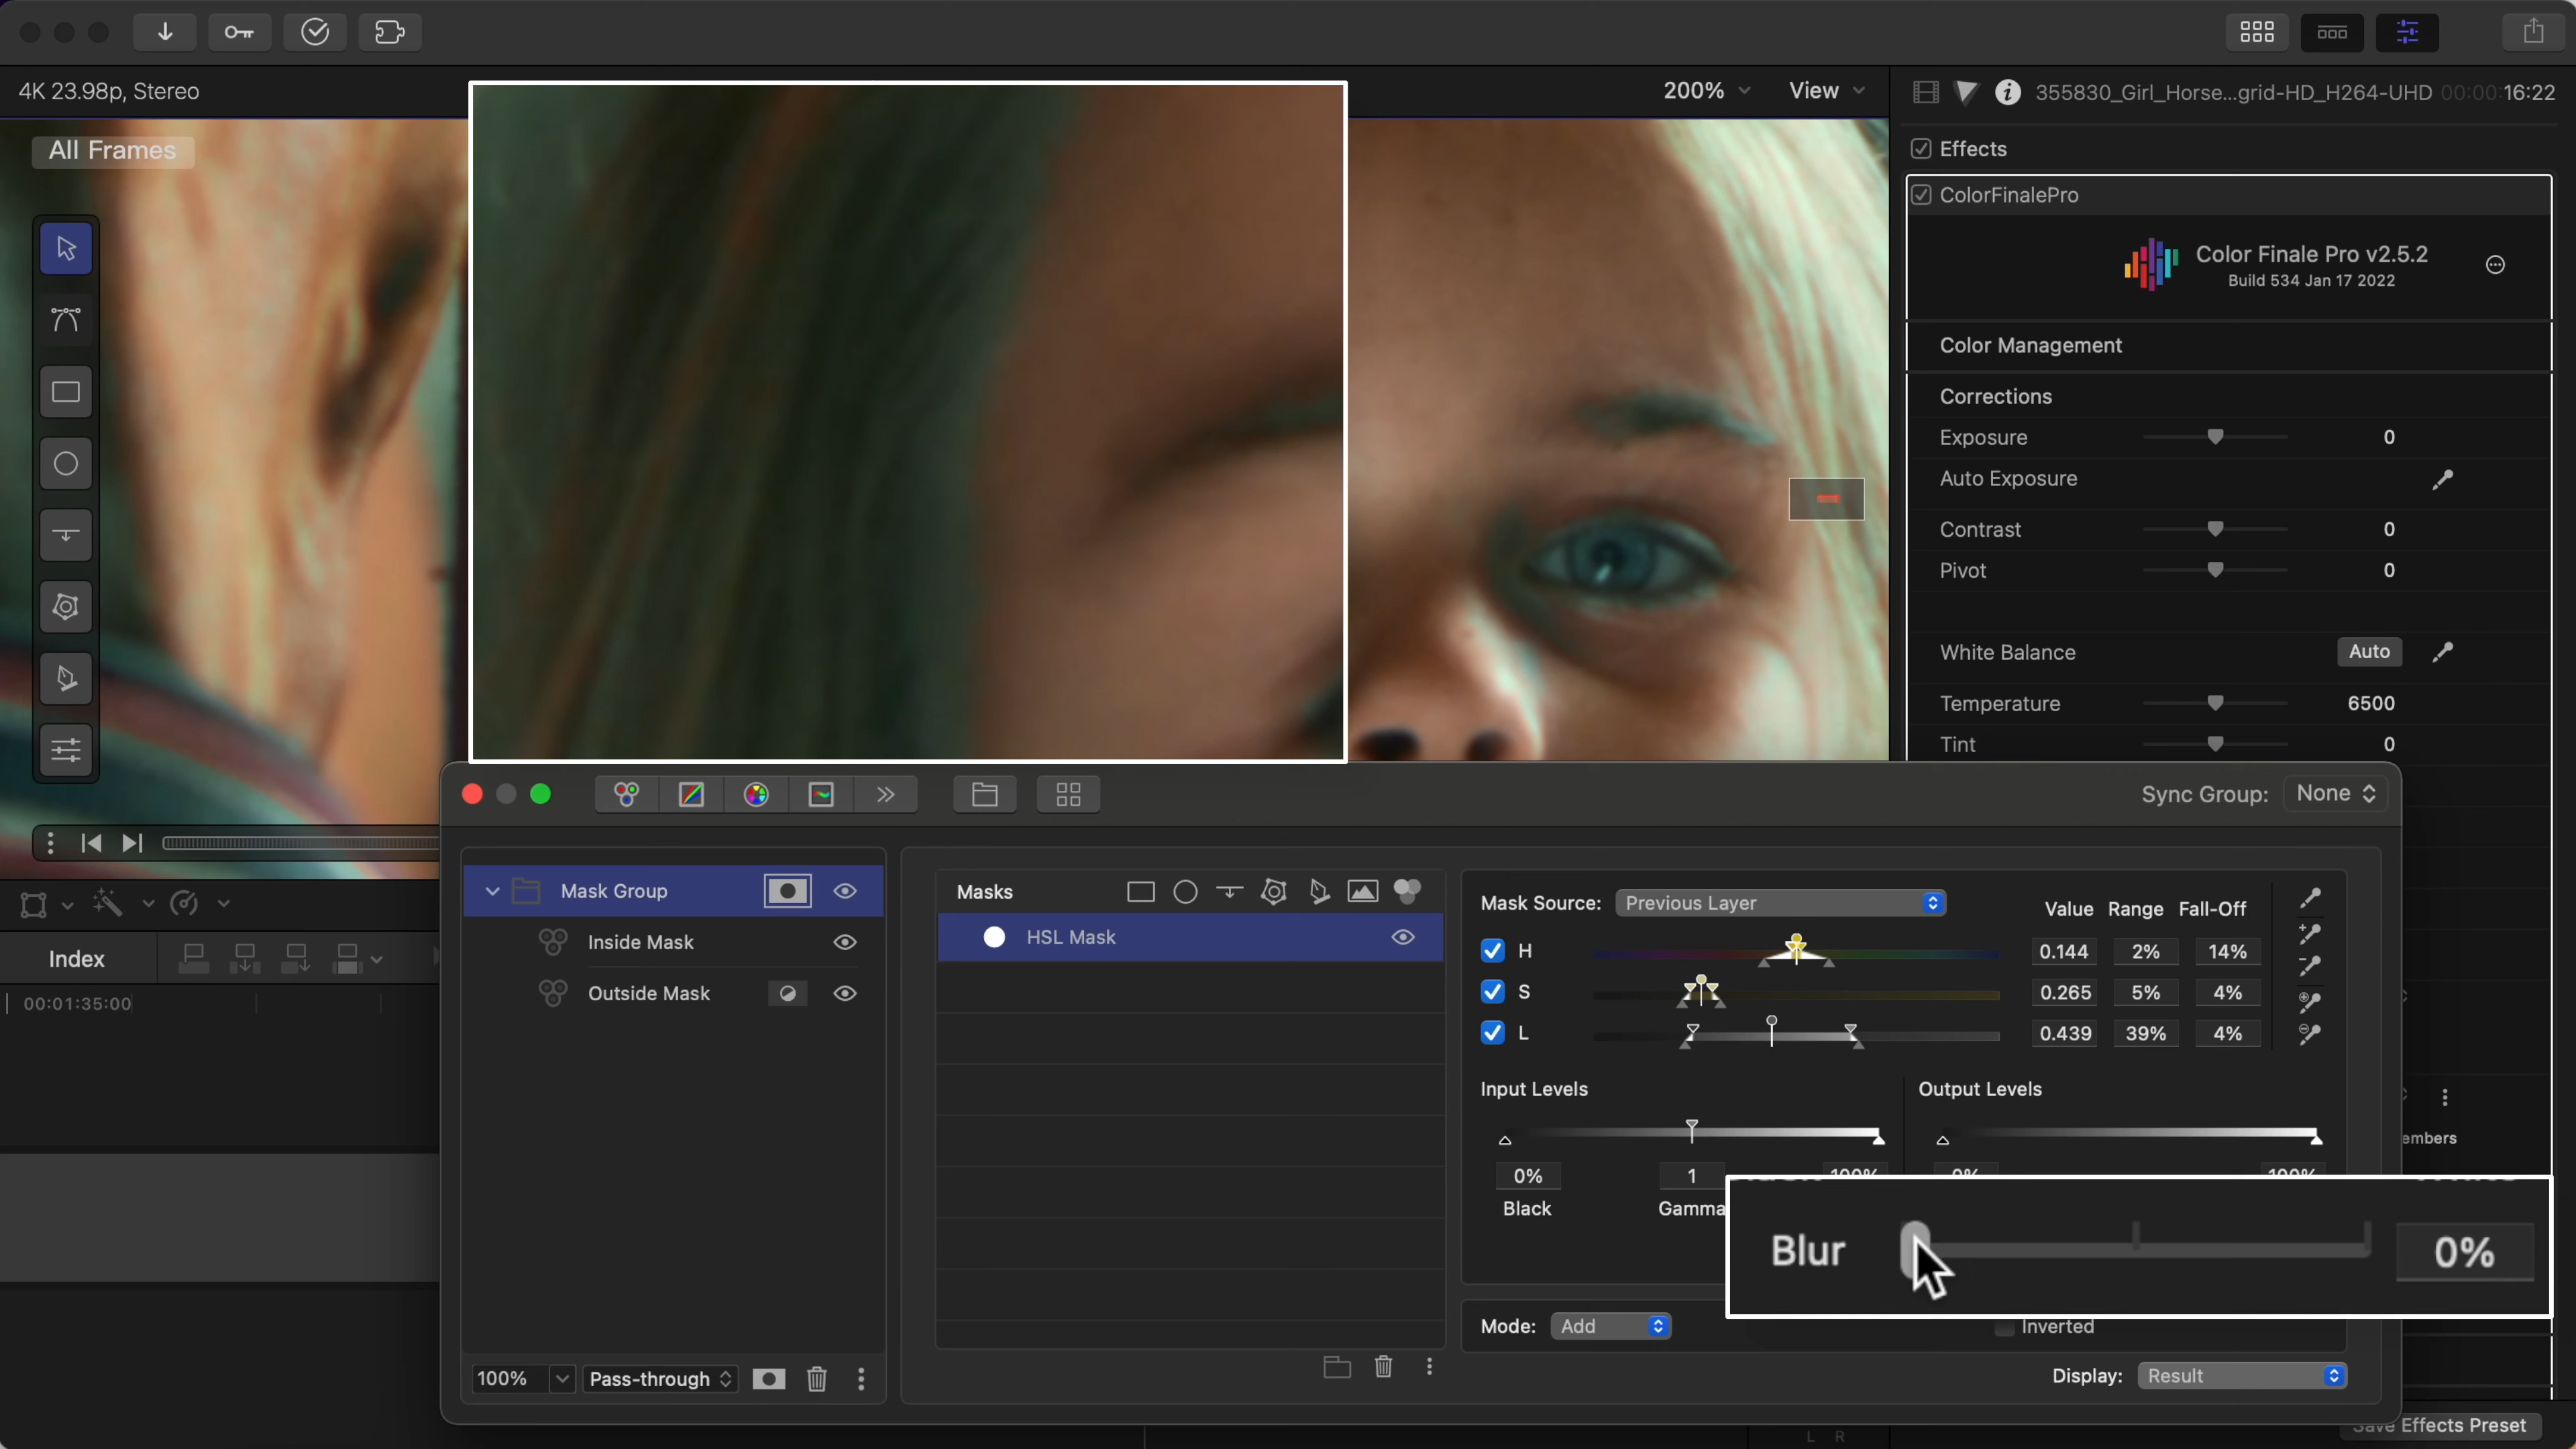 4K 23.98p, Stereo
200%
View
355830_Girl_Horse...grid-HD_H264-UHD
00:00:16:22
All Frames
Effects
ColorFinalePro
Color Finale Pro v2.5.2
Build 534 Jan 17 2022
Color Management
Corrections
Exposure 0
Auto Exposure
Contrast 0
Pivot 0
White Balance Auto
Temperature 6500
Tint 0
Sync Group: None
Mask Group
Inside Mask
Outside Mask
Masks
HSL Mask
Mask Source: Previous Layer
Value Range Fall-Off
H 0.144 2% 14%
S 0.265 5% 4%
L 0.439 39% 4%
Input Levels
Output Levels
0% 1 100%
0% 100%
Black Gamma
Blur 0%
Mode: Add
Inverted
Display: Result
100% Pass-through
Index
00:01:35:00
embers
Save Effects Preset
L R